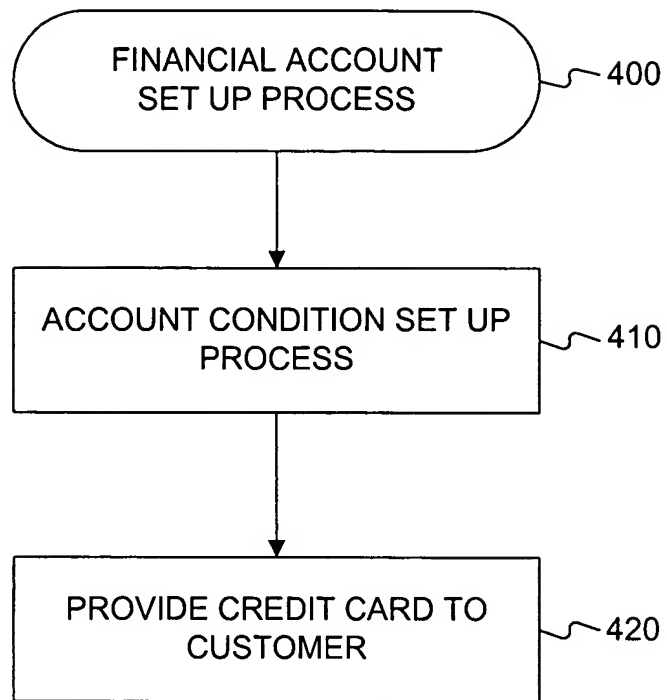 FINANCIAL ACCOUNT
SET UP PROCESS
400
ACCOUNT CONDITION SET UP
PROCESS
410
PROVIDE CREDIT CARD TO
CUSTOMER
420